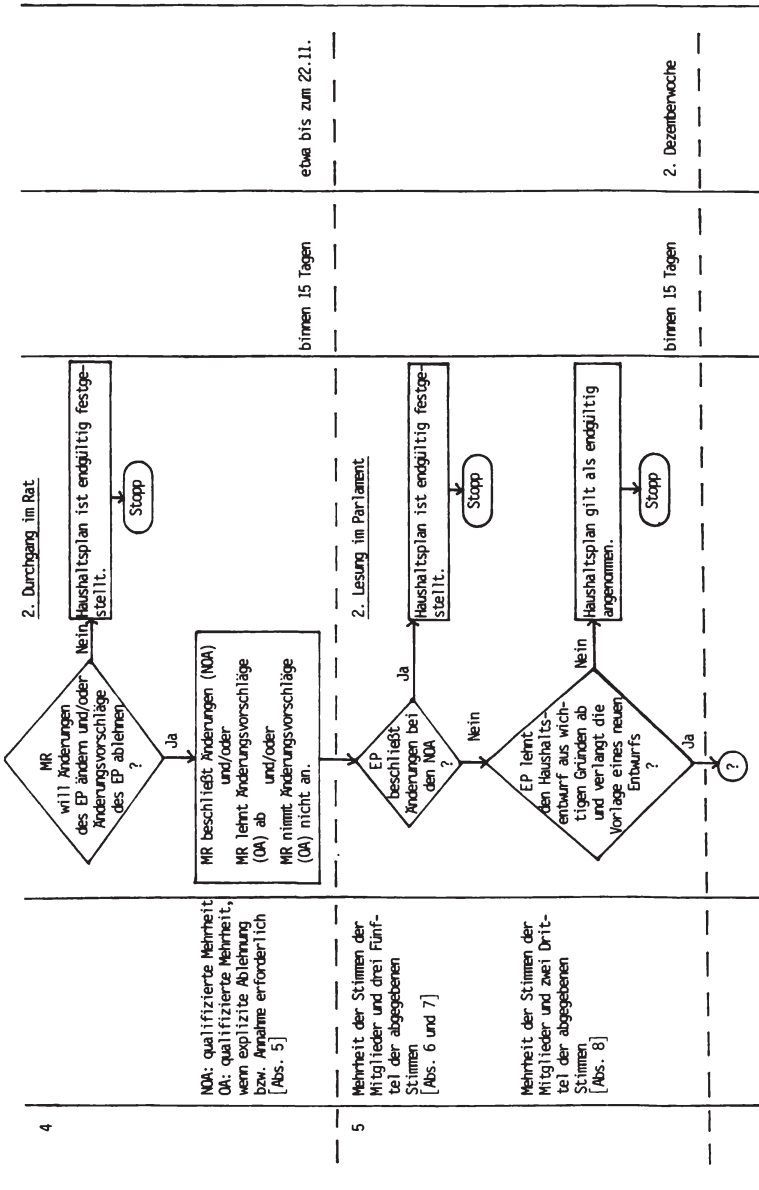 4
NOA: qualifizierte Mehrheit
OA: qualifizierte Mehrheit,
wenn explizite Ablehnung
bzw. Annahme erforderlich
[Abs. 5]
2. Durchgang im Rat
MR
will Änderungen
des EP ändern und/oder
Änderungsvorschläge
des EP ablehnen
?
Nein
Haushaltsplan ist endgültig festge-
stellt.
Stopp
Ja
MR beschließt Änderungen (NOA)
und/oder
MR lehnt Änderungsvorschläge
(OA) ab
und/oder
MR nimmt Änderungsvorschläge
(OA) nicht an.
binnen 15 Tagen
etwa bis zum 22.11.
5
Mehrheit der Stimmen der
Mitglieder und drei Fünf-
tel der abgegebenen
Stimmen
[Abs. 6 und 7]
2. Lesung im Parlament
EP
beschließt
Änderungen bei
den NOA
?
Ja
Haushaltsplan ist endgültig festge-
stellt.
Stopp
Nein
Mehrheit der Stimmen der
Mitglieder und zwei Drit-
tel der abgegebenen
Stimmen
[Abs. 8]
EP lehnt
den Haushalts-
entwurf aus wich-
tigen Gründen ab
und verlangt die
Vorlage eines neuen
Entwurfs
?
Nein
Haushaltsplan gilt als endgültig
angenommen.
Stopp
Ja
?
binnen 15 Tagen
2. Dezemberwoche